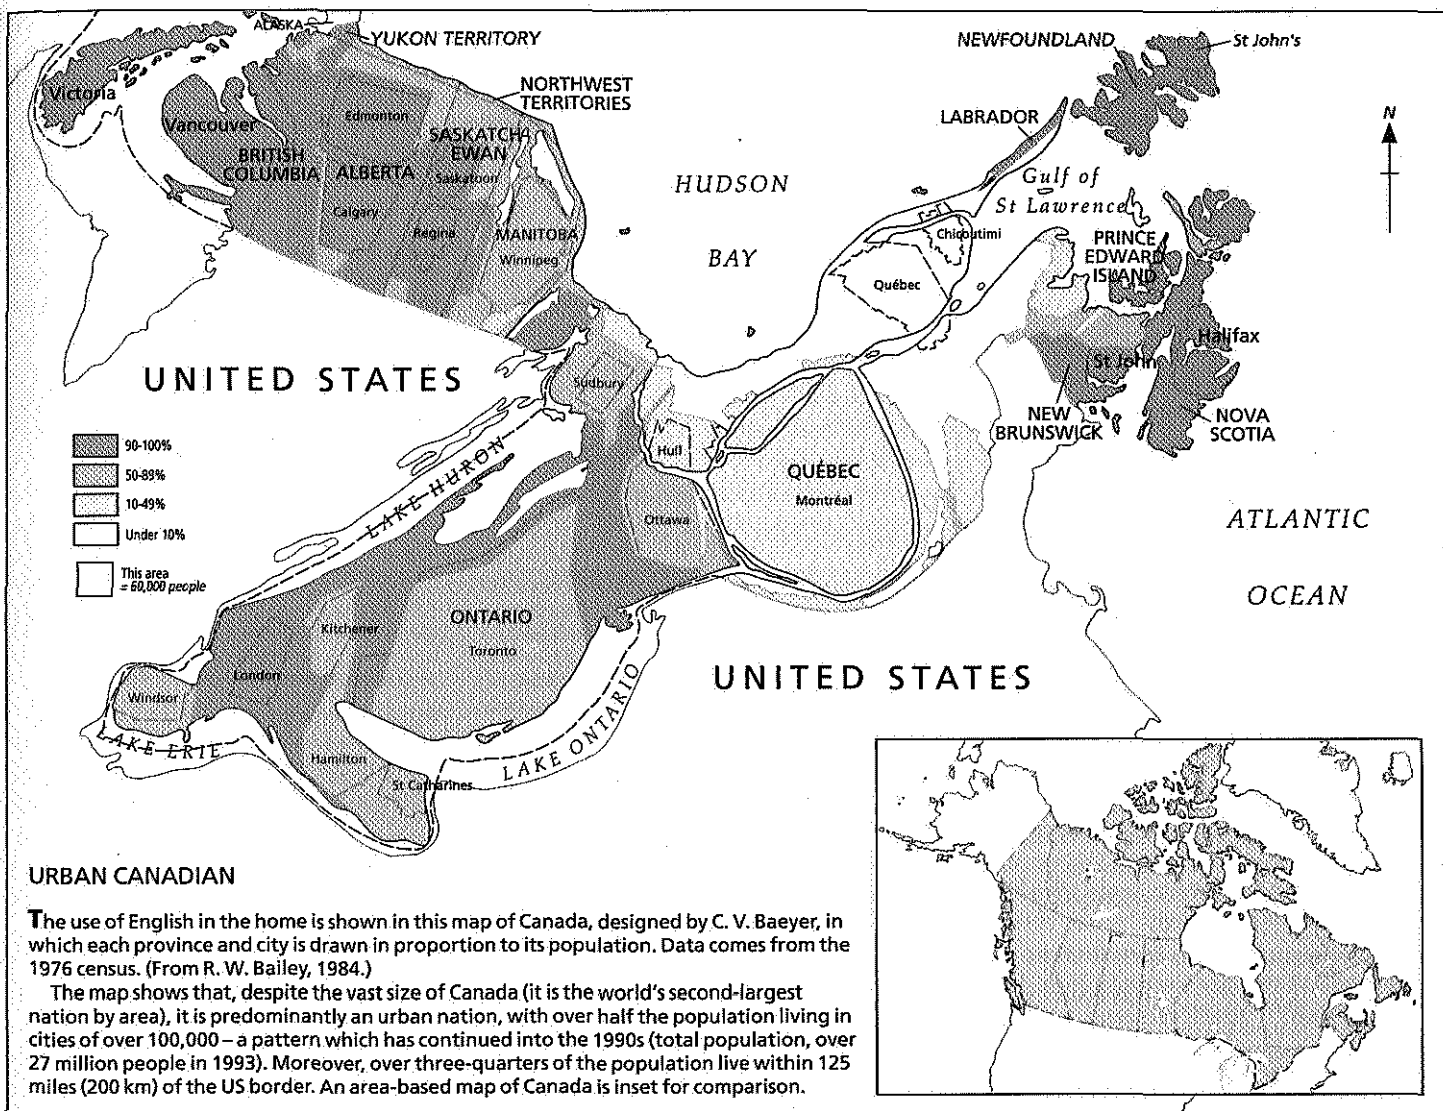 ALASKA
YUKON TERRITORY
NORTHWEST
TERRITORIES
Victoria
Vancouver
Edmonton
SASKATCH
EWAN
BRITISH
COLUMBIA
ALBERTA
Saskatoon
Calgary
Regina
MANITOBA
Winnipeg
HUDSON
BAY
NEWFOUNDLAND
St John's
LABRADOR
N
Gulf of
St Lawrence
Chicoutimi
PRINCE
EDWARD
ISLAND
Québec
Halifax
St John
NEW
BRUNSWICK
NOVA
SCOTIA
UNITED STATES
Sudbury
Hull
QUÉBEC
Montréal
Ottawa
90-100%
50-89%
10-49%
Under 10%
This area
= 60,000 people
LAKE HURON
ATLANTIC
OCEAN
Kitchener
ONTARIO
Toronto
London
Windsor
UNITED STATES
LAKE ERIE
LAKE ONTARIO
Hamilton
St Catharines
URBAN CANADIAN
The use of English in the home is shown in this map of Canada, designed by C. V. Baeyer, in
which each province and city is drawn in proportion to its population. Data comes from the
1976 census. (From R. W. Bailey, 1984.)
The map shows that, despite the vast size of Canada (it is the world's second-largest
nation by area), it is predominantly an urban nation, with over half the population living in
cities of over 100,000 – a pattern which has continued into the 1990s (total population, over
27 million people in 1993). Moreover, over three-quarters of the population live within 125
miles (200 km) of the US border. An area-based map of Canada is inset for comparison.